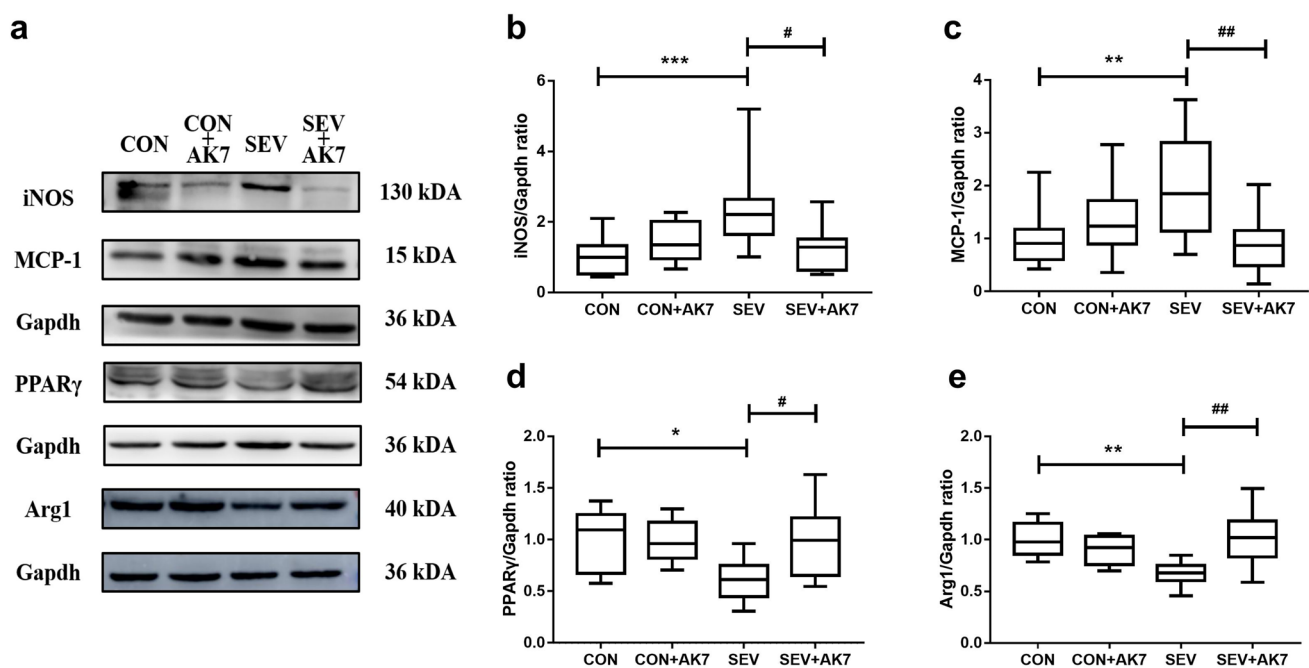 a
CON
CON
+
AK7
SEV
SEV
+
AK7
iNOS
130 kDA
MCP-1
15 kDA
Gapdh
36 kDA
PPARγ
54 kDA
Gapdh
36 kDA
Arg1
40 kDA
Gapdh
36 kDA
b
#
***
iNOS/Gapdh ratio
6
4
2
0
CON CON+AK7 SEV SEV+AK7
c
##
**
MCP-1/Gapdh ratio
4
3
2
1
0
CON CON+AK7 SEV SEV+AK7
d
#
*
PPARγ/Gapdh ratio
2.0
1.5
1.0
0.5
0.0
CON CON+AK7 SEV SEV+AK7
e
##
**
Arg1/Gapdh ratio
2.0
1.5
1.0
0.5
0.0
CON CON+AK7 SEV SEV+AK7